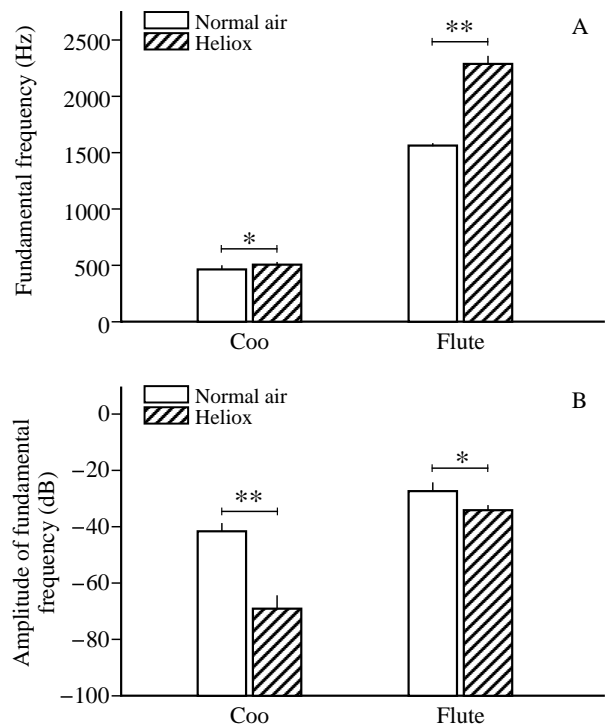 Normal air
Heliox
A
**
*
2500
2000
1500
1000
500
0
Fundamental frequency (Hz)
Coo
Flute
Normal air
Heliox
B
**
*
0
−20
−40
−60
−80
−100
Amplitude of fundamental
frequency (dB)
Coo
Flute